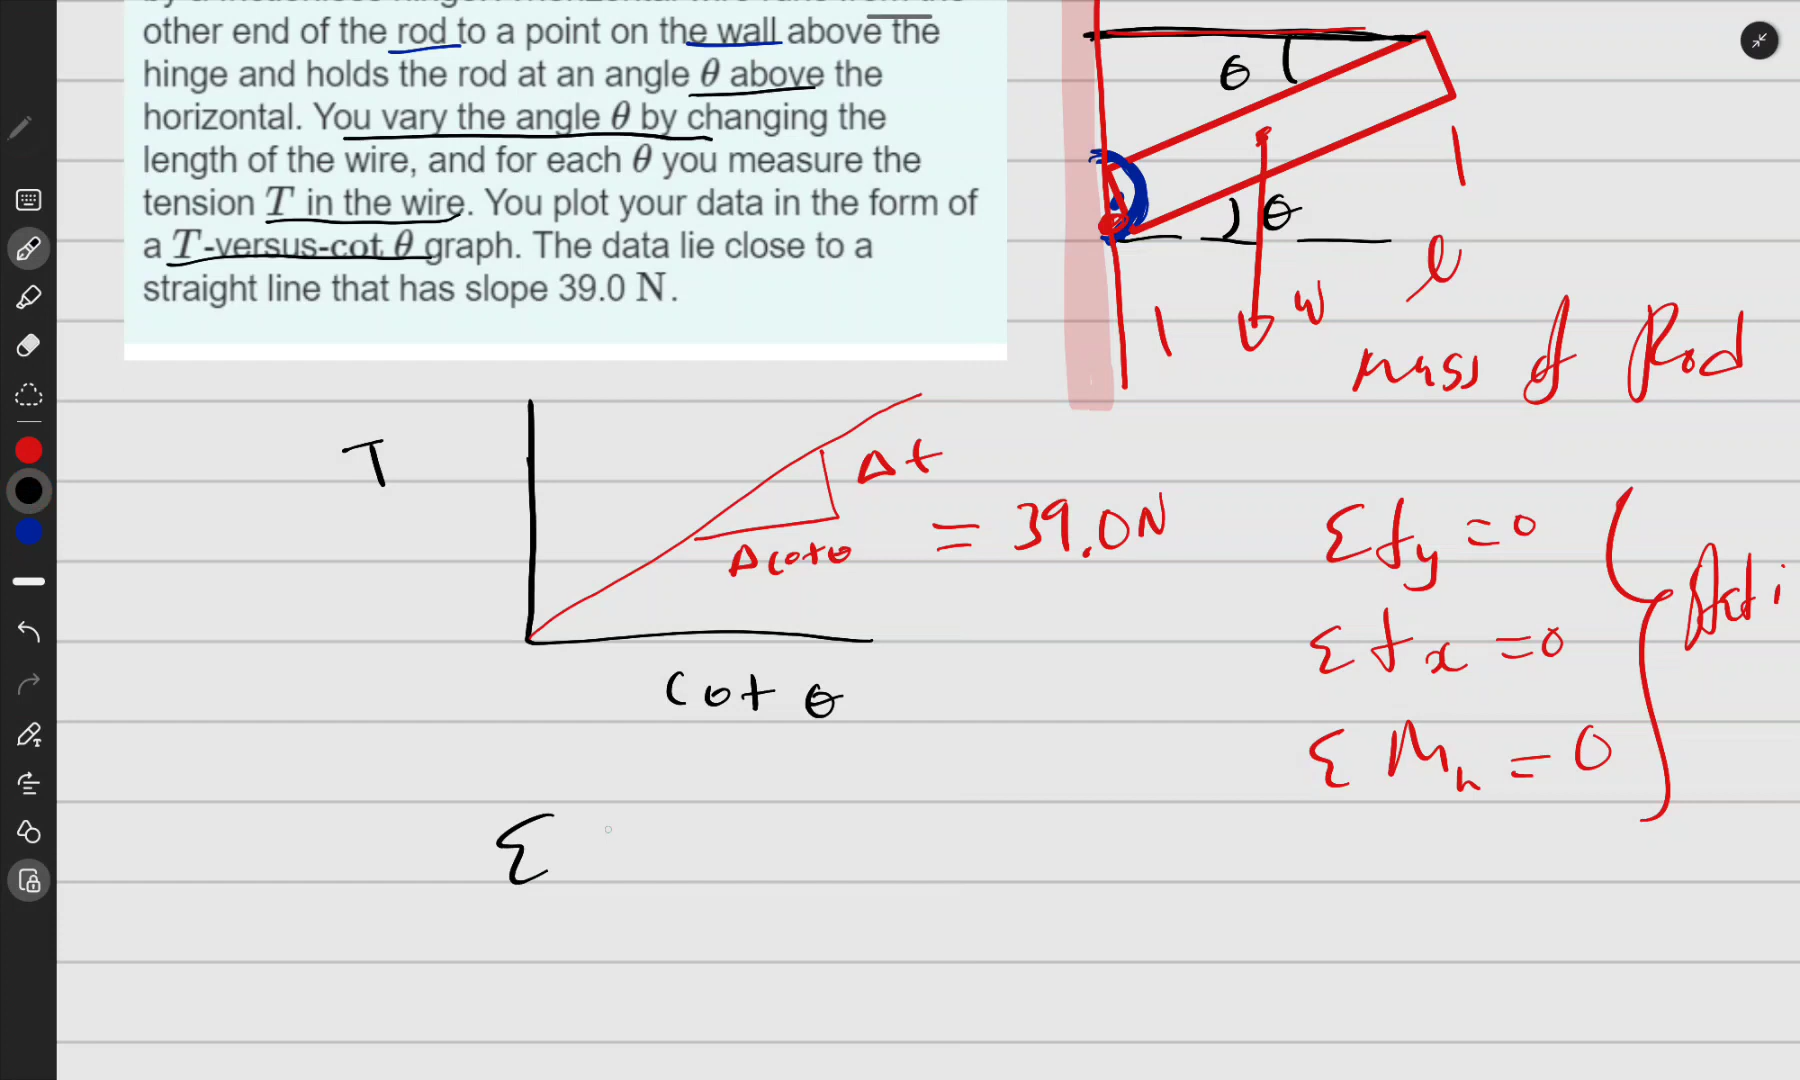 other end of the rod to a point on the wall above the
hinge and holds the rod at an angle θ above the
horizontal. You vary the angle θ by changing the
length of the wire, and for each θ you measure the
tension T in the wire. You plot your data in the form of
a T-versus-cot θ graph. The data lie close to a
straight line that has slope 39.0 N.
θ
θ
W
l
mass of Rod
T
Δt
Δcotθ
= 39.0N
Cot θ
Σfy = 0
Σfx = 0
ΣMh = 0
Stati
Σ